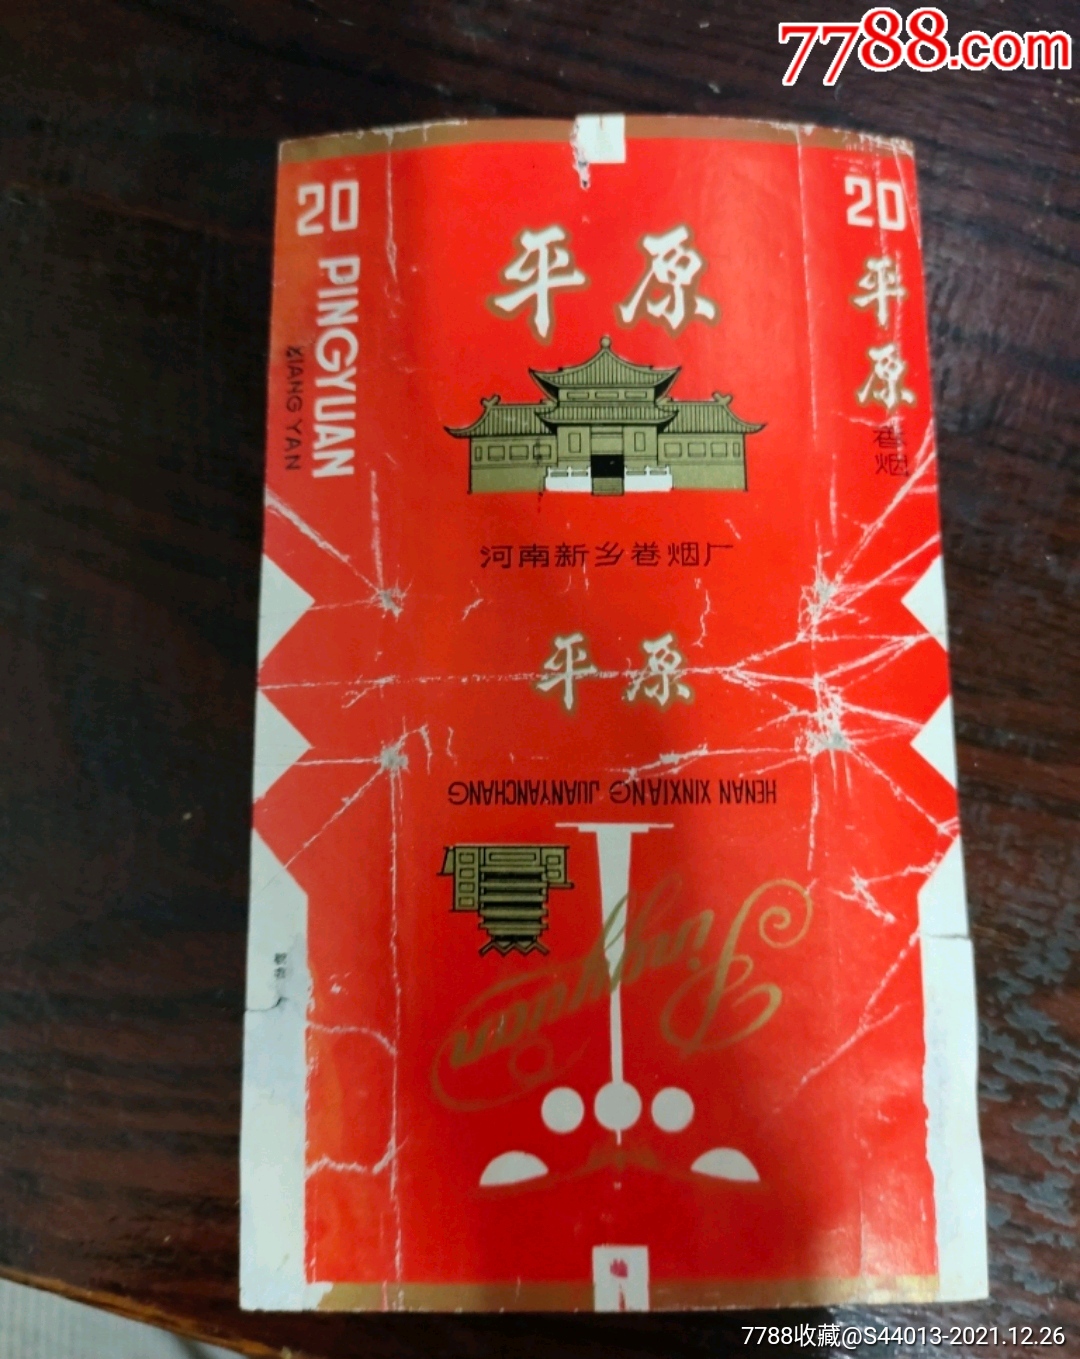 7788.com
20
PINGYUAN
XIANG YAN
平原
河南新乡卷烟厂
20
平原
卷烟
平原
HENAN XINXIANG JUANYANCHANG
Pingyuan
7788收藏@S44013-2021.12.26